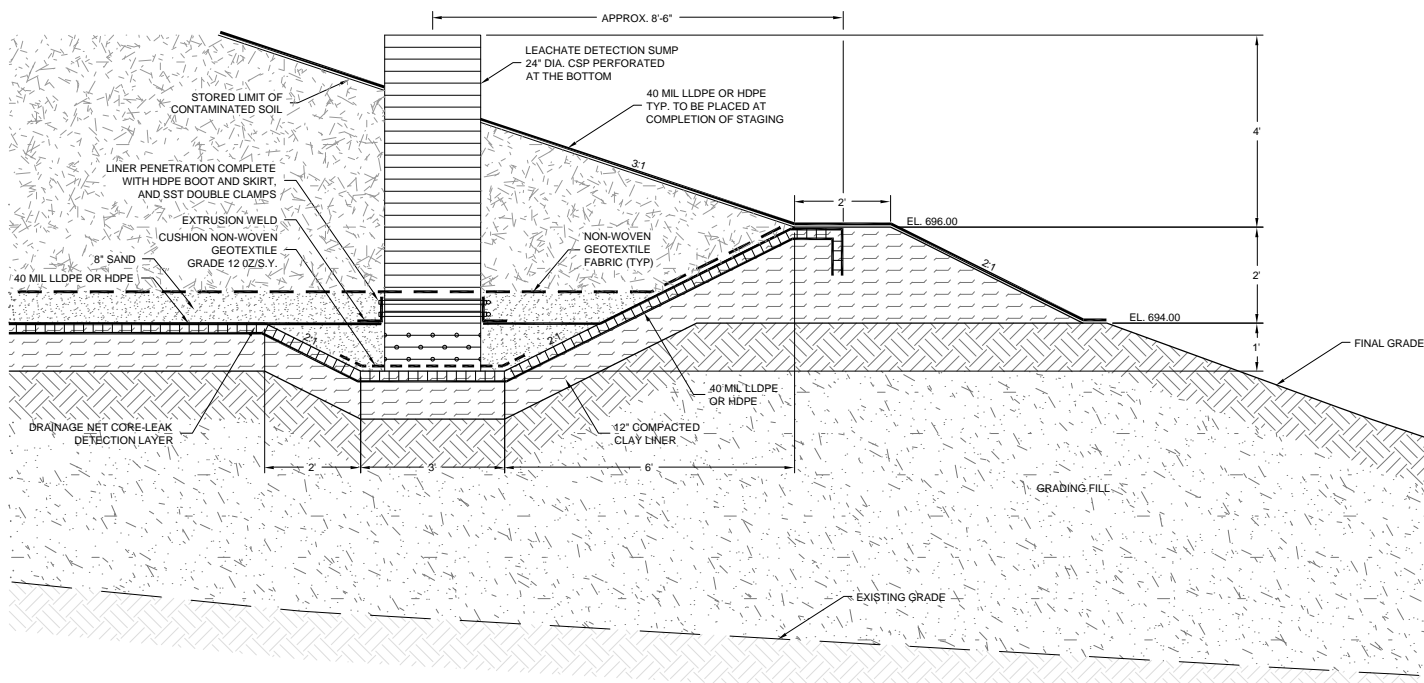 APPROX. 8'-6"
LEACHATE DETECTION SUMP
24" DIA. CSP PERFORATED
AT THE BOTTOM
STORED LIMIT OF
CONTAMINATED SOIL
40 MIL LLDPE OR HDPE
TYP. TO BE PLACED AT
COMPLETION OF STAGING
4'
3:1
LINER PENETRATION COMPLETE
WITH HDPE BOOT AND SKIRT,
AND SST DOUBLE CLAMPS
2'
EL. 696.00
EXTRUSION WELD
CUSHION NON-WOVEN
GEOTEXTILE
GRADE 12 0Z/S.Y.
NON-WOVEN
GEOTEXTILE
FABRIC (TYP)
8" SAND
40 MIL LLDPE OR HDPE
2:1
2'
EL. 694.00
2:1
2:1
1'
FINAL GRADE
40 MIL LLDPE
OR HDPE
DRAINAGE NET CORE-LEAK
DETECTION LAYER
12" COMPACTED
CLAY LINER
2'
3'
6'
GRADING FILL
EXISTING GRADE